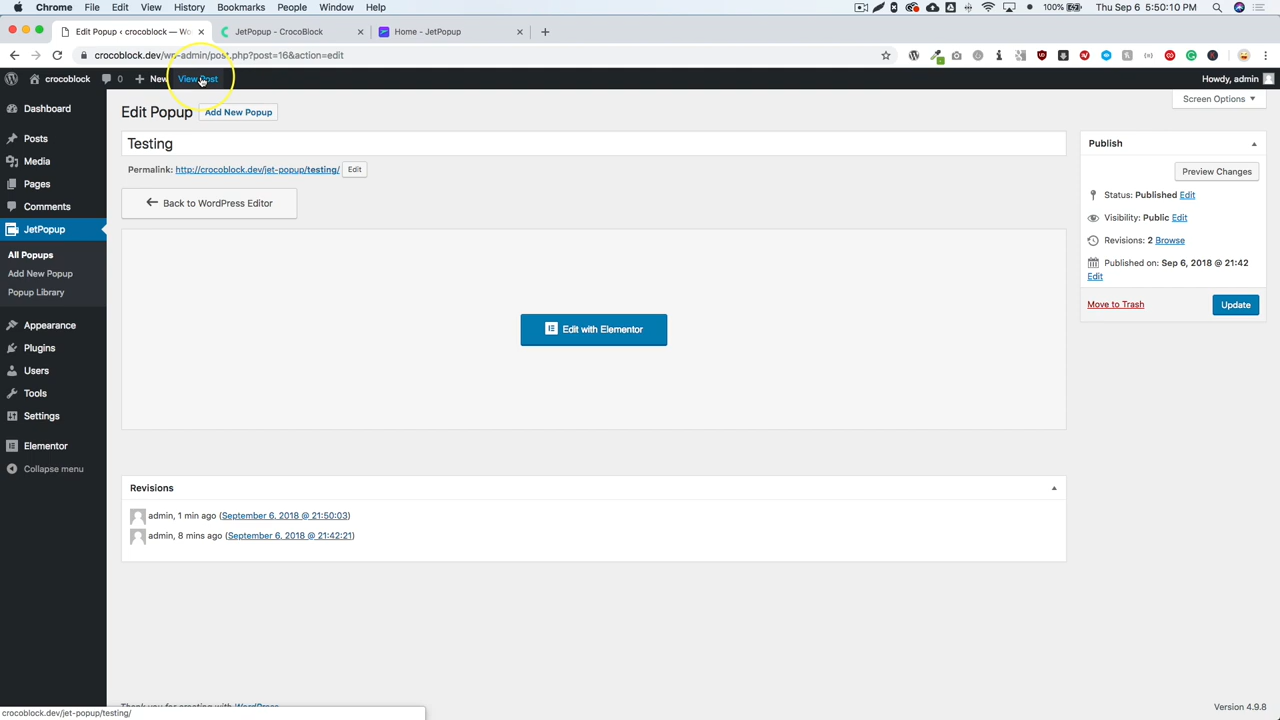 Chrome File Edit View History Bookmarks People Window Help 100% Thu Sep 6 5:50:10 PM
Edit Popup ‹ crocoblock — Wo
JetPopup - CrocoBlock
Home - JetPopup
crocoblock.dev/wp-admin/post.php?post=16&action=edit
crocoblock 0 New View Post Howdy, admin
Screen Options
Edit Popup Add New Popup
Testing
Permalink: http://crocoblock.dev/jet-popup/testing/ Edit
Back to WordPress Editor
Edit with Elementor
Revisions
admin, 1 min ago (September 6, 2018 @ 21:50:03)
admin, 8 mins ago (September 6, 2018 @ 21:42:21)
Dashboard
Posts
Media
Pages
Comments
JetPopup
All Popups
Add New Popup
Popup Library
Appearance
Plugins
Users
Tools
Settings
Elementor
Collapse menu
Publish
Preview Changes
Status: Published Edit
Visibility: Public Edit
Revisions: 2 Browse
Published on: Sep 6, 2018 @ 21:42
Edit
Move to Trash Update
Thank you for creating with WordPress
Version 4.9.8
crocoblock.dev/jet-popup/testing/